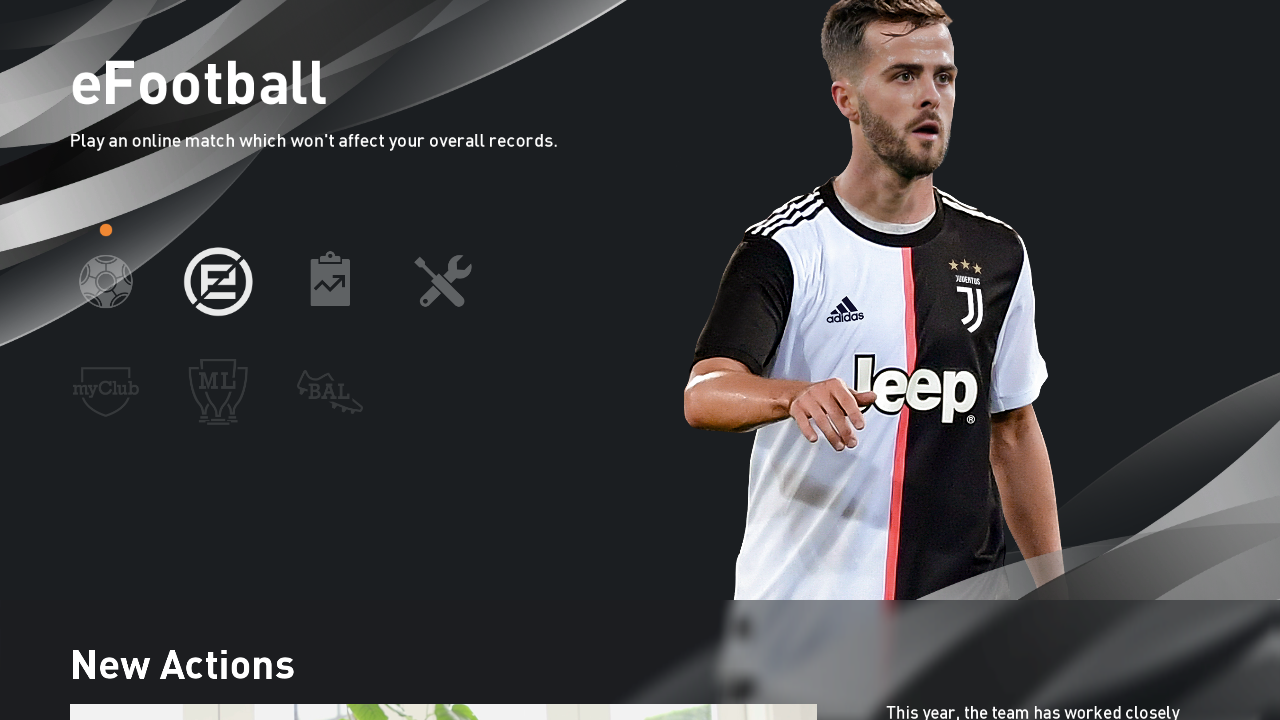 eFootball
Play an online match which won't affect your overall records.
JUVENTUS
adidas
Jeep
®
myClub
ML
BAL
New Actions
This year, the team has worked closely